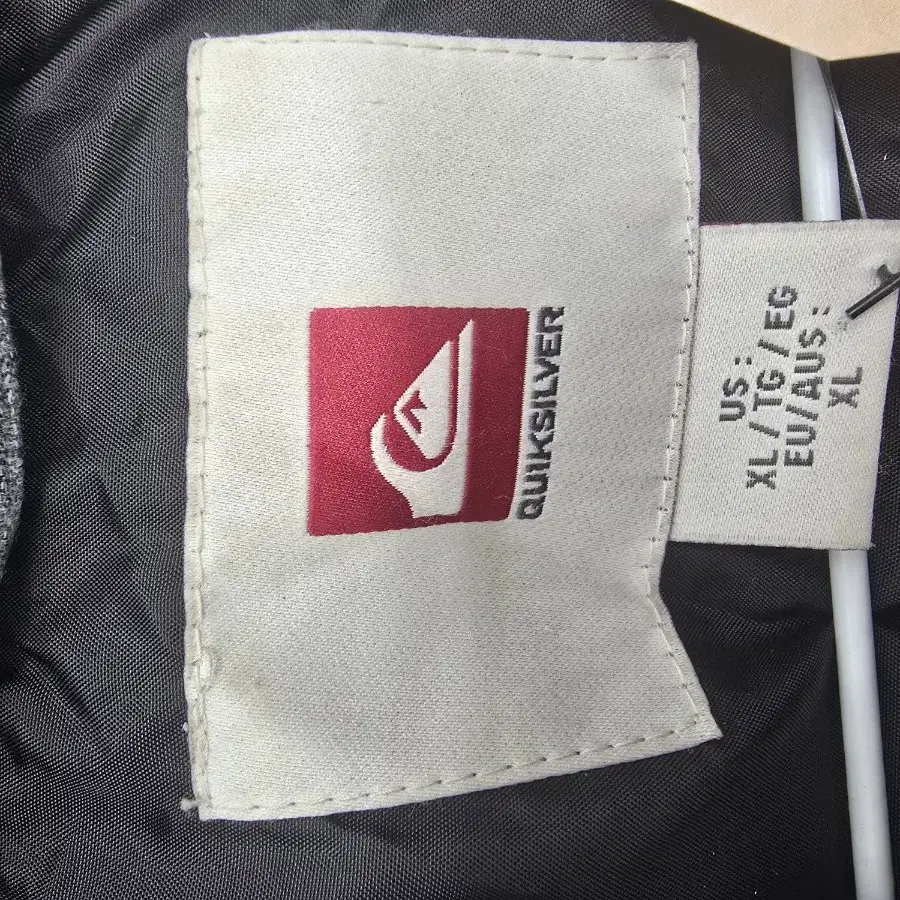 QUIKSILVER
US:
XL/TG/EG
EU/AUS:
XL